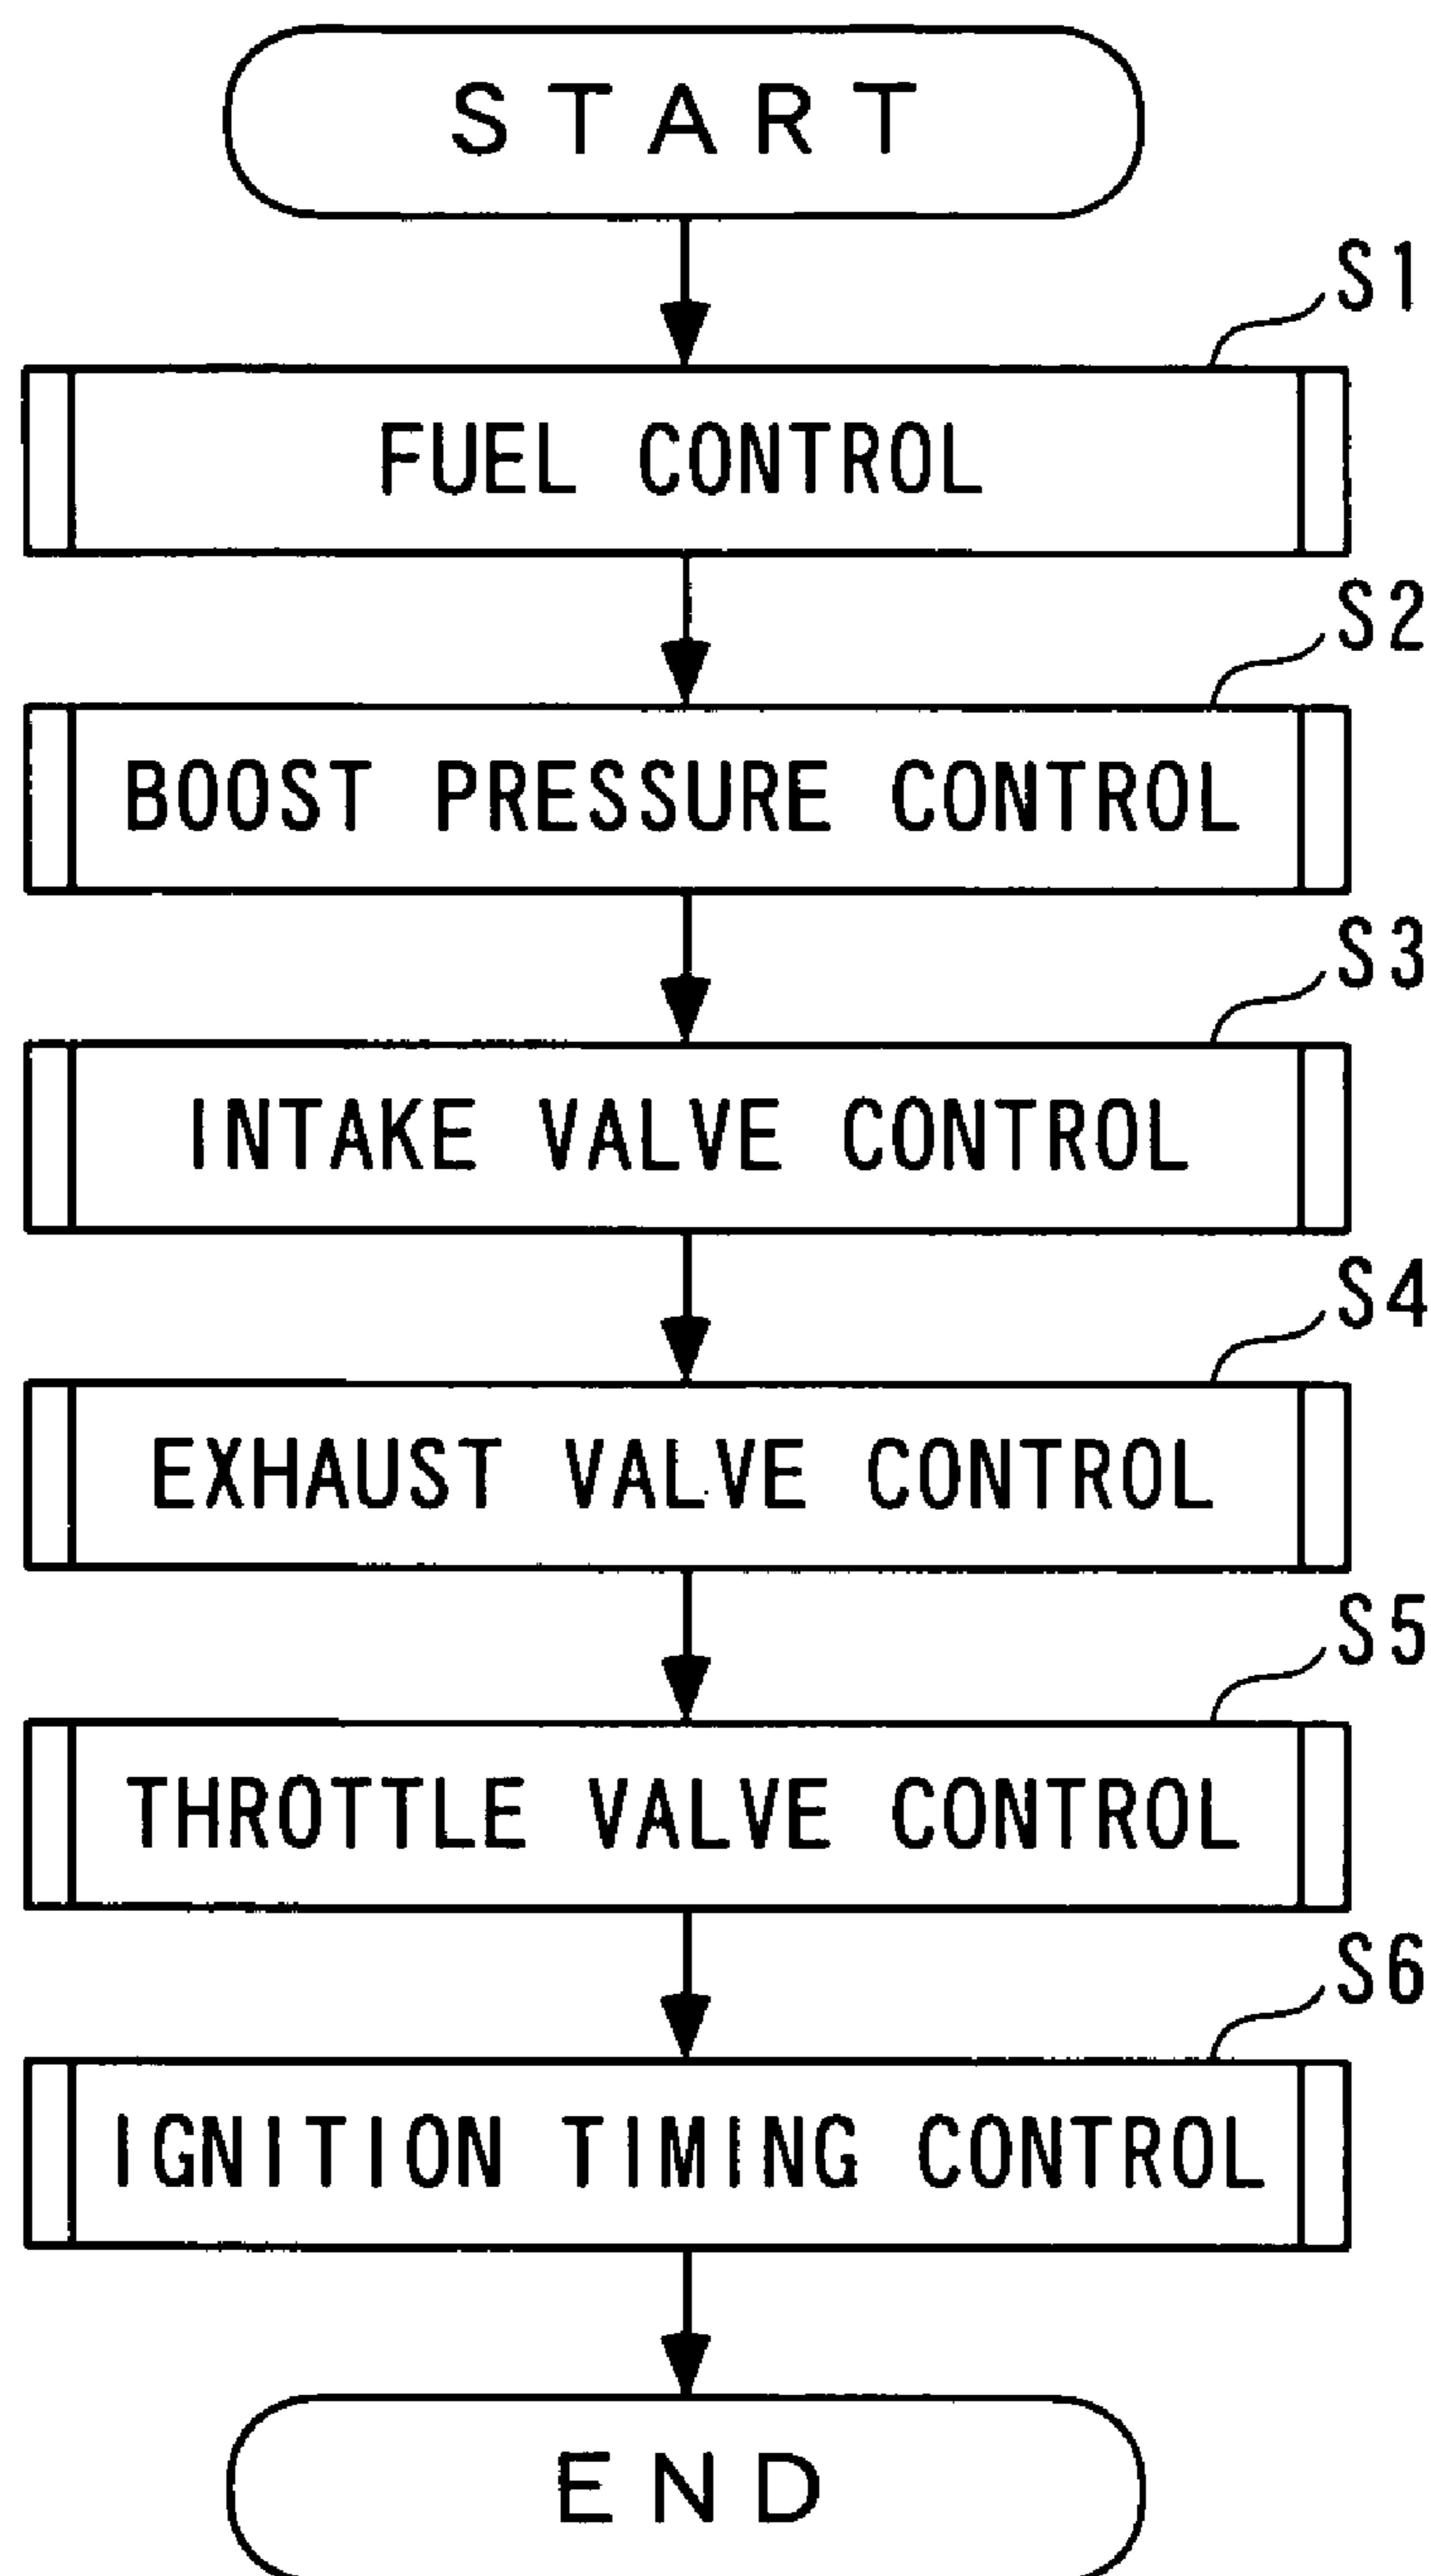 START
S1
FUEL CONTROL
S2
BOOST PRESSURE CONTROL
S3
INTAKE VALVE CONTROL
S4
EXHAUST VALVE CONTROL
S5
THROTTLE VALVE CONTROL
S6
IGNITION TIMING CONTROL
END